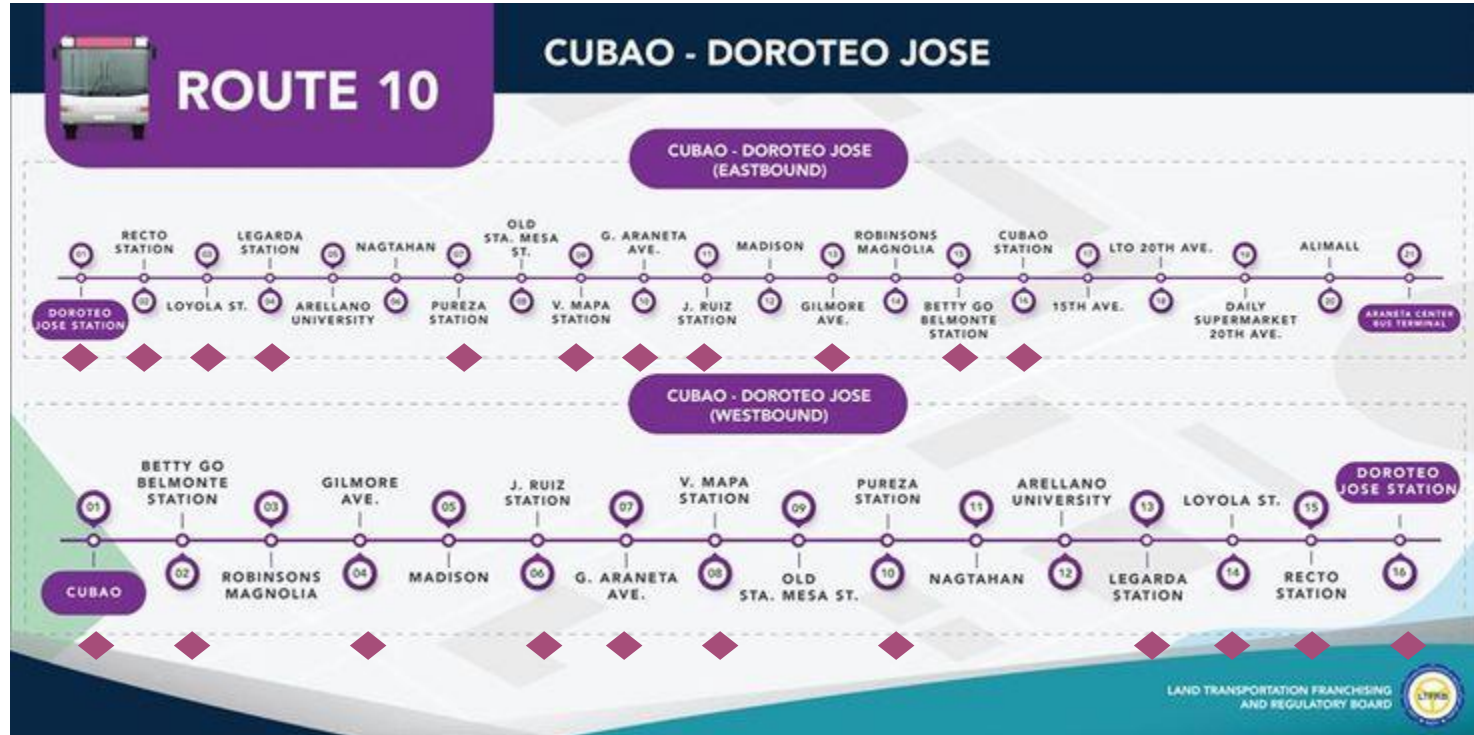 ROUTE 10
CUBAO - DOROTEO JOSE
CUBAO - DOROTEO JOSE
(EASTBOUND)
01
DOROTEO
JOSE STATION
RECTO
STATION
02
03
LOYOLA ST.
LEGARDA
STATION
04
05
ARELLANO
UNIVERSITY
NAGTAHAN
06
07
PUREZA
STATION
OLD
STA. MESA
ST.
08
09
V. MAPA
STATION
G. ARANETA
AVE.
10
11
J. RUIZ
STATION
MADISON
12
13
GILMORE
AVE.
ROBINSONS
MAGNOLIA
14
15
BETTY GO
BELMONTE
STATION
CUBAO
STATION
16
17
15TH AVE.
LTO 20TH AVE.
18
19
DAILY
SUPERMARKET
20TH AVE.
ALIMALL
20
21
ARANETA CENTER
BUS TERMINAL
CUBAO - DOROTEO JOSE
(WESTBOUND)
01
CUBAO
BETTY GO
BELMONTE
STATION
02
03
ROBINSONS
MAGNOLIA
GILMORE
AVE.
04
05
MADISON
J. RUIZ
STATION
06
07
G. ARANETA
AVE.
V. MAPA
STATION
08
09
OLD
STA. MESA ST.
PUREZA
STATION
10
11
NAGTAHAN
ARELLANO
UNIVERSITY
12
13
LEGARDA
STATION
LOYOLA ST.
14
15
RECTO
STATION
DOROTEO
JOSE STATION
16
LAND TRANSPORTATION FRANCHISING
AND REGULATORY BOARD
LTFRB